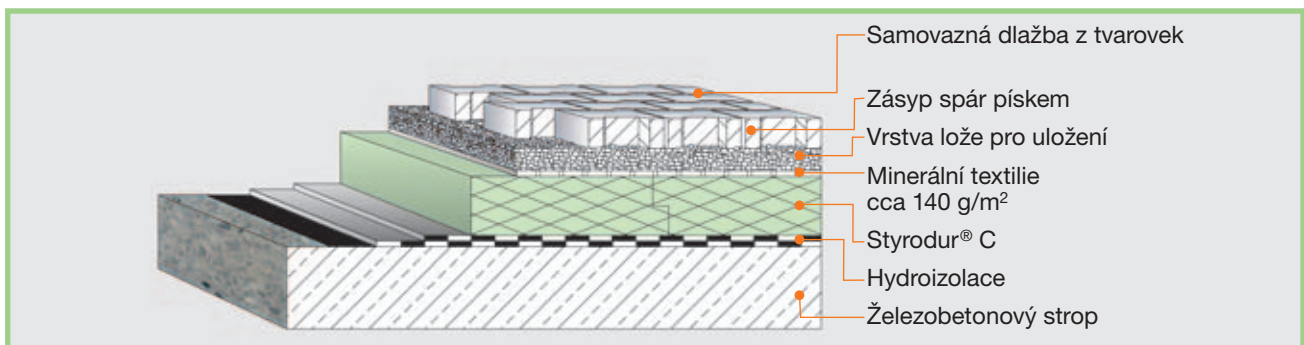 Samovazná dlažba z tvarovek
Zásyp spár pískem
Vrstva lože pro uložení
Minerální textilie
cca 140 g/m²
Styrodur® C
Hydroizolace
Železobetonový strop